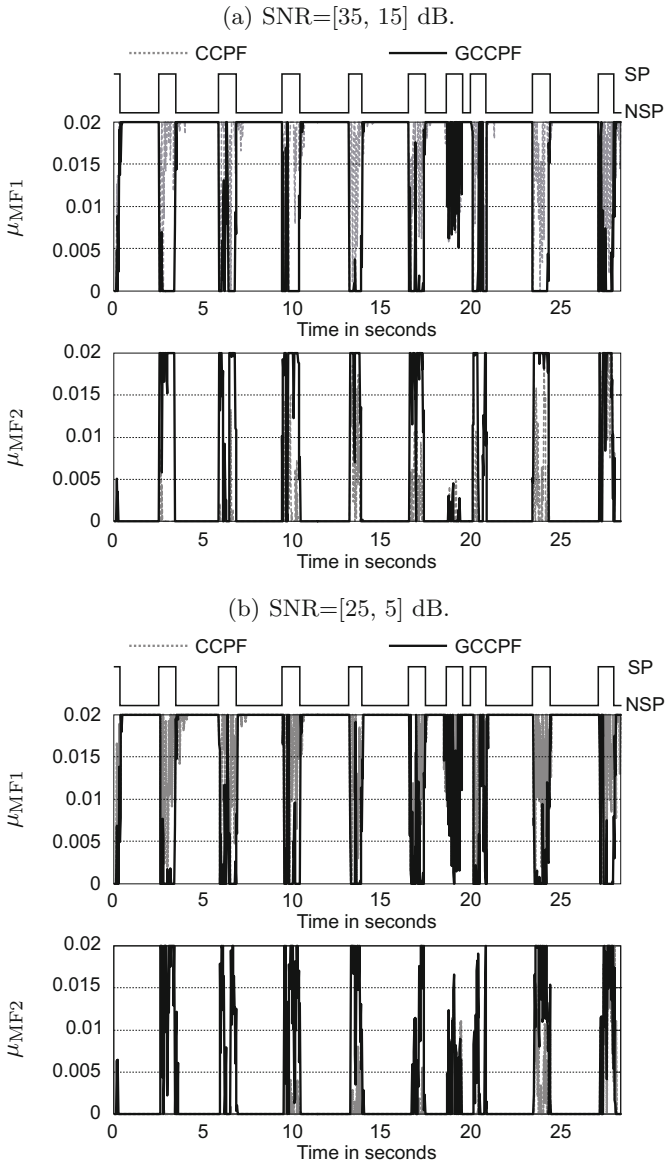 (a) SNR=[35, 15] dB.
CCPF GCCPF
SP
NSP
0.02
0.015
0.01
0.005
0
μMF1
0 5 10 15 20 25
Time in seconds
0.02
0.015
0.01
0.005
0
μMF2
0 5 10 15 20 25
Time in seconds
(b) SNR=[25, 5] dB.
CCPF GCCPF
SP
NSP
0.02
0.015
0.01
0.005
0
μMF1
0 5 10 15 20 25
Time in seconds
0.02
0.015
0.01
0.005
0
μMF2
0 5 10 15 20 25
Time in seconds